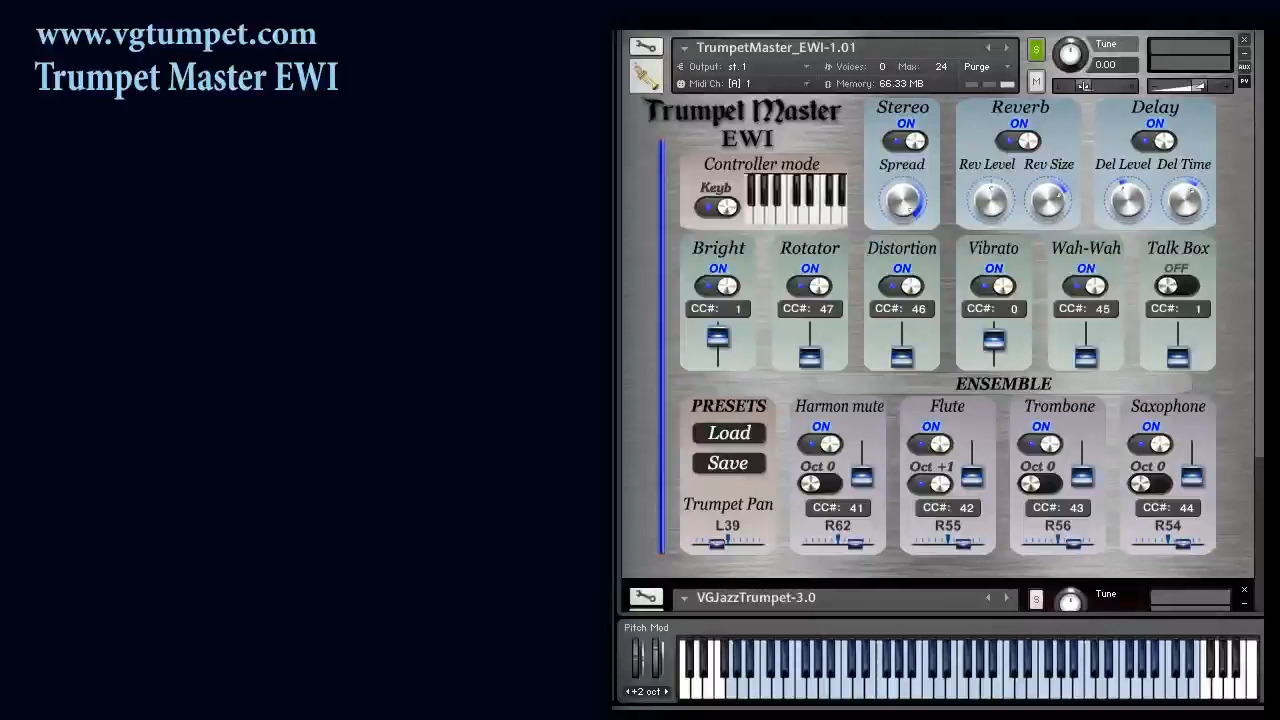 www.vgtumpet.com
Trumpet Master EWI
TrumpetMaster_EWI-1.01
Output: st.1 Voices: 0 Max: 24 Purge
Midi Ch: [A] 1 Memory: 66.33 MB
S
M
Tune
0.00
AUX
PV
Trumpet Master
EWI
Stereo Reverb Delay
ON ON ON
Controller mode
Keyb
Spread Rev Level Rev Size Del Level Del Time
Bright Rotator Distortion Vibrato Wah-Wah Talk Box
ON ON ON ON ON OFF
CC#: 1 CC#: 47 CC#: 46 CC#: 0 CC#: 45 CC#: 1
ENSEMBLE
PRESETS Harmon mute Flute Trombone Saxophone
ON ON ON ON
Load
Save
Oct 0 Oct +1 Oct 0 Oct 0
Trumpet Pan CC#: 41 CC#: 42 CC#: 43 CC#: 44
L39 R62 R55 R56 R54
VGJazzTrumpet-3.0 S Tune
Pitch Mod
+2 oct